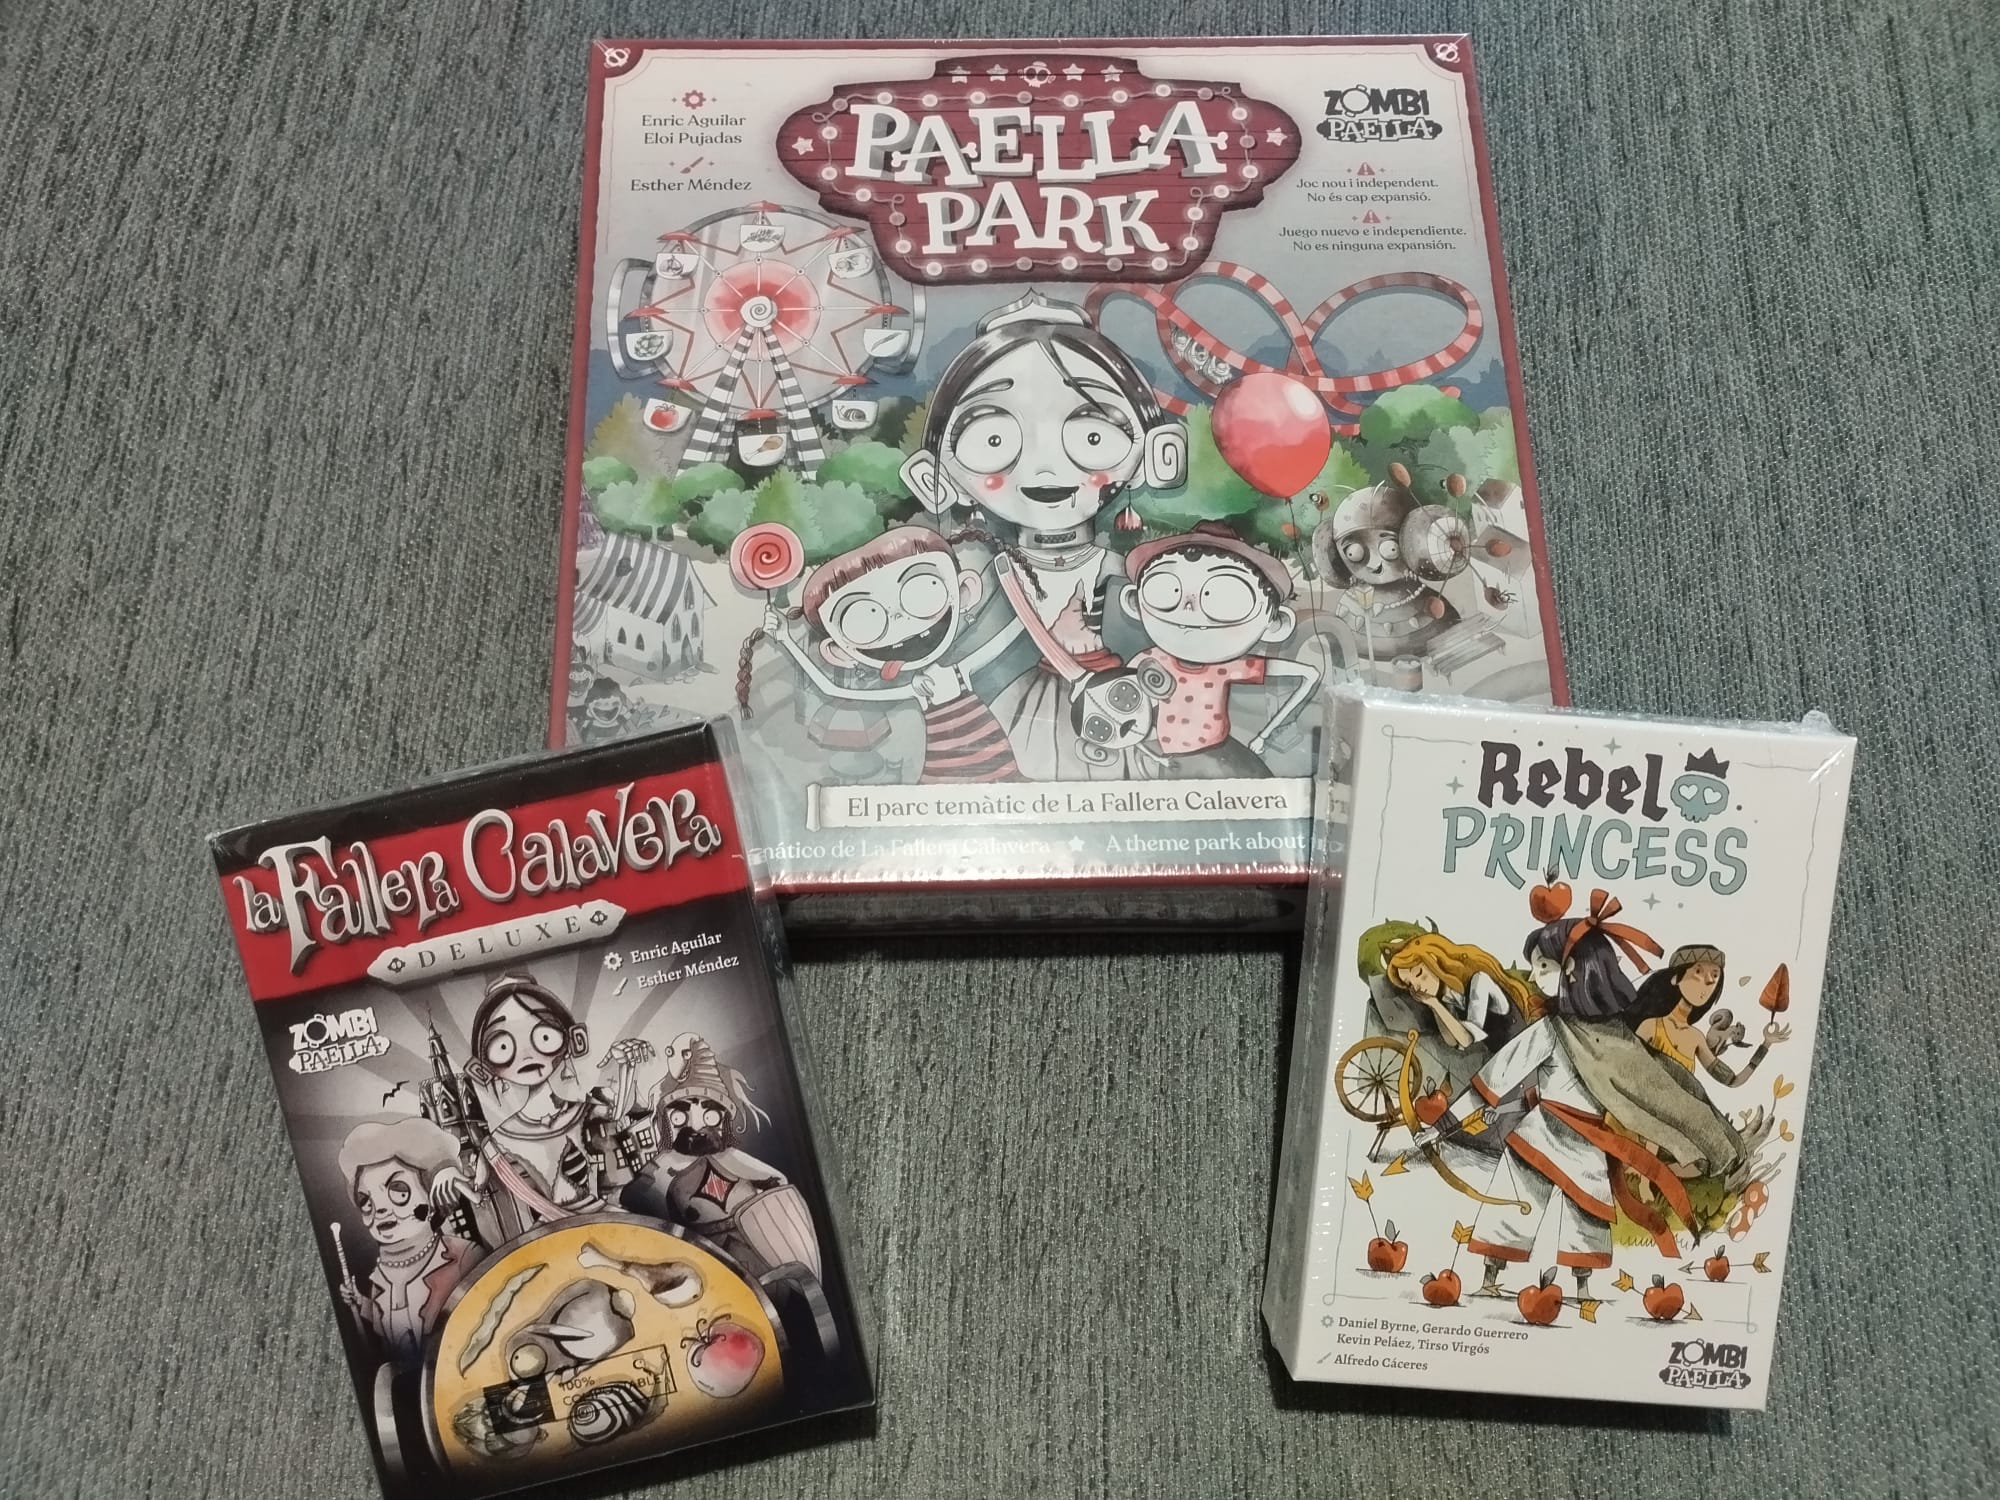 PAELLA
PARK
Enric Aguilar
Eloi Pujadas
Esther Méndez
ZOMBI
PAELLA
Joc nou i independent.
No és cap expansió.
Juego nuevo e independiente.
No es ninguna expansión.
El parc temàtic de La Fallera Calavera
mático de La Fallera Calavera ★ A theme park about
la Fallera Calavera
DELUXE
Enric Aguilar
Esther Méndez
ZOMBI
PAELLA
100%
Rebel
PRINCESS
Daniel Byrne, Gerardo Guerrero
Kevin Peláez, Tirso Virgós
Alfredo Cáceres
ZOMBI
PAELLA